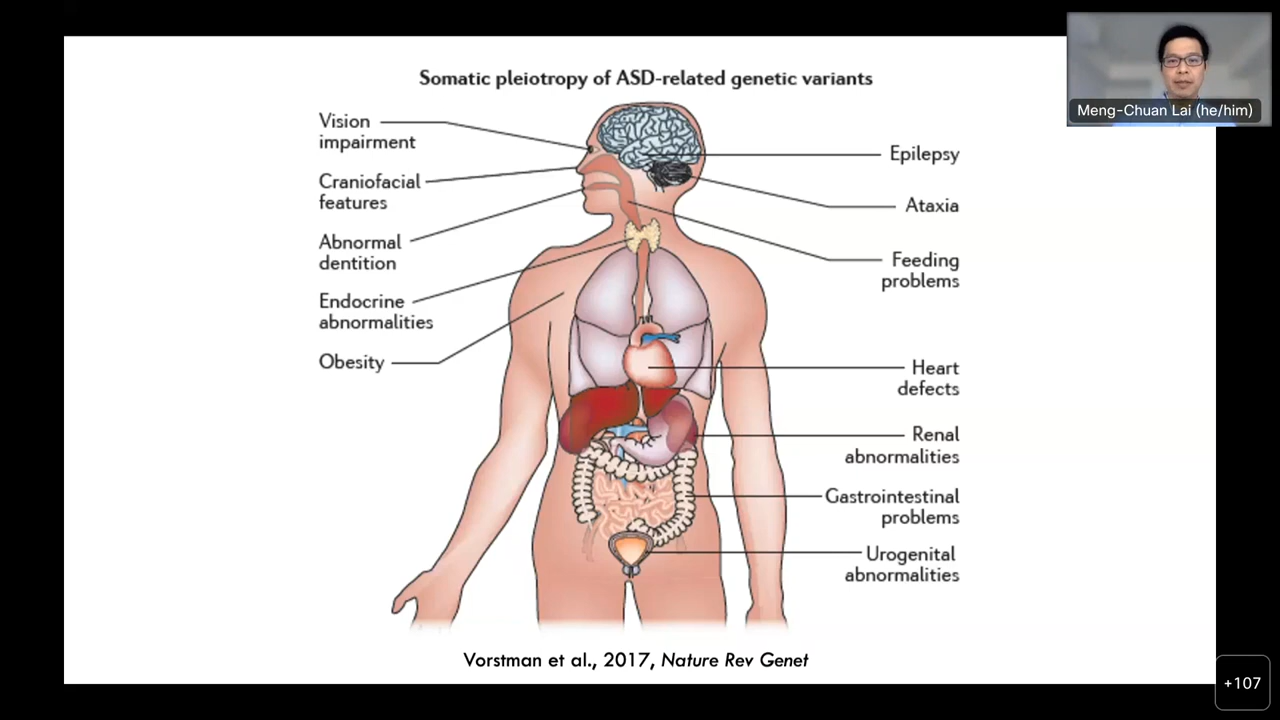 Somatic pleiotropy of ASD-related genetic variants
Vision
impairment
Craniofacial
features
Abnormal
dentition
Endocrine
abnormalities
Obesity
Epilepsy
Ataxia
Feeding
problems
Heart
defects
Renal
abnormalities
Gastrointestinal
problems
Urogenital
abnormalities
Vorstman et al., 2017, Nature Rev Genet
Meng-Chuan Lai (he/him)
+107